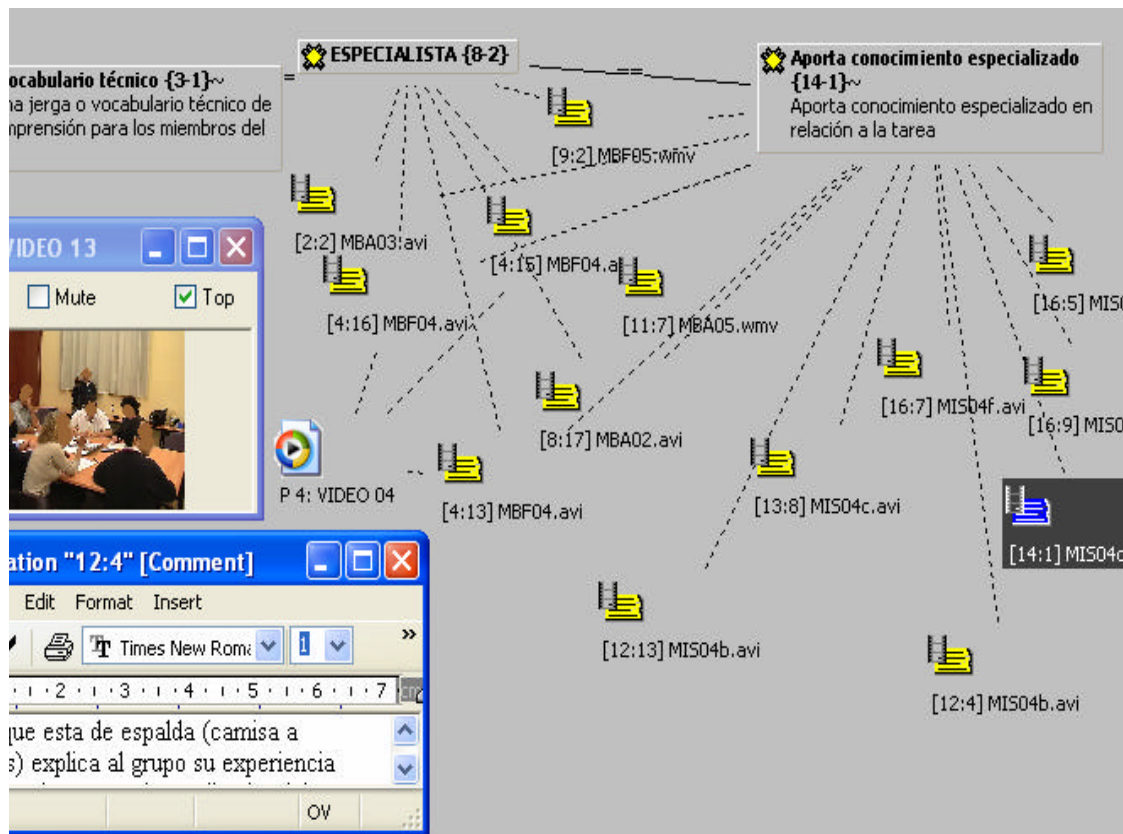 ESPECIALISTA {8-2}
ocabulario técnico {3-1}~
na jerga o vocabulario técnico de
mprensión para los miembros del
=
==
Aporta conocimiento especializado
{14-1}~
Aporta conocimiento especializado en
relación a la tarea
[9:2] MBF05.wmv
[2:2] MBA03.avi
[4:15] MBF04.a
[4:16] MBF04.avi
[11:7] MBA05.wmv
[16:5] MIS
[16:7] MIS04f.avi
[16:9] MIS
[8:17] MBA02.avi
P 4: VIDEO 04
[4:13] MBF04.avi
[13:8] MIS04c.avi
[14:1] MIS04
[12:13] MIS04b.avi
[12:4] MIS04b.avi
VIDEO 13
Mute
Top
ation "12:4" [Comment]
Edit Format Insert
Times New Rom
1
»
2 3 4 5 6 7
que esta de espalda (camisa a
s) explica al grupo su experiencia
OV